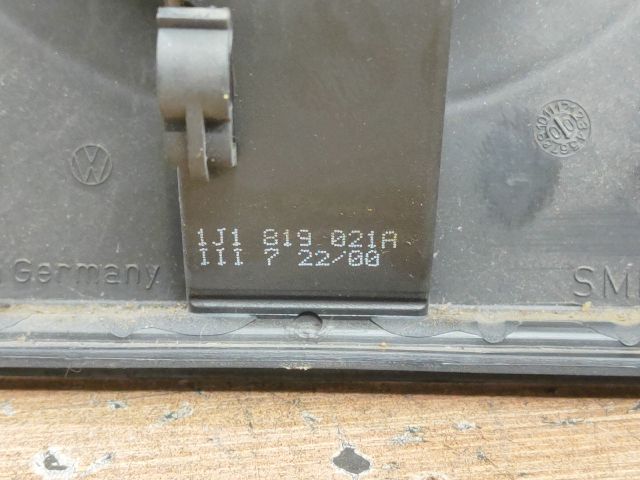 1J1 819 021A
III 7 22/00
Germany
SM